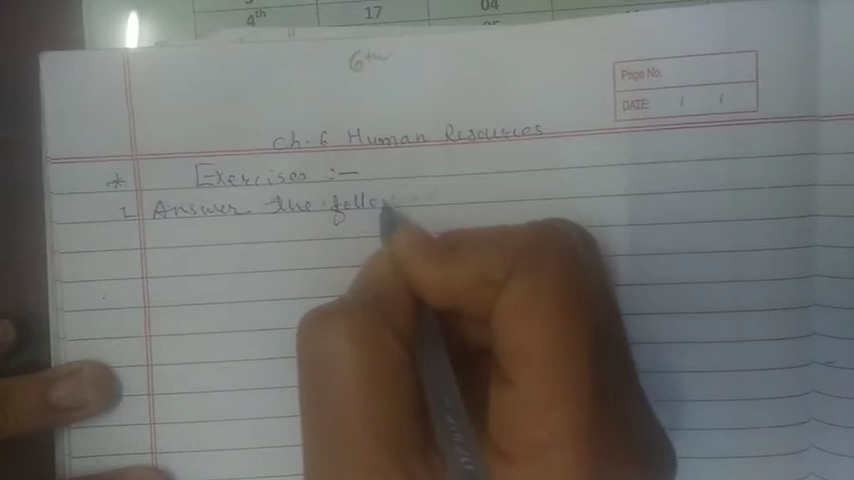 4th 17 04
6th
Page No.
DATE: / /
Ch. 6 Human Resources
* Exercises :-
1 Answer the follo